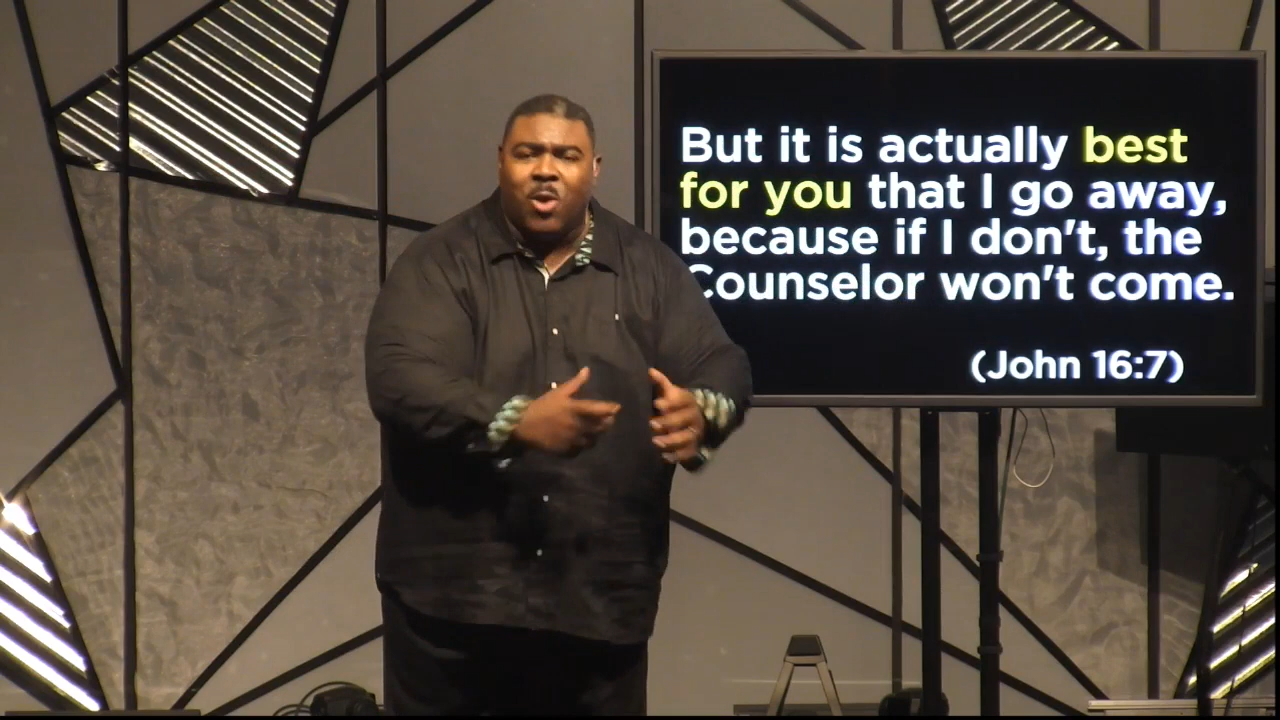 But it is actually best
for you that I go away,
because if I don't, the
Counselor won't come.
(John 16:7)